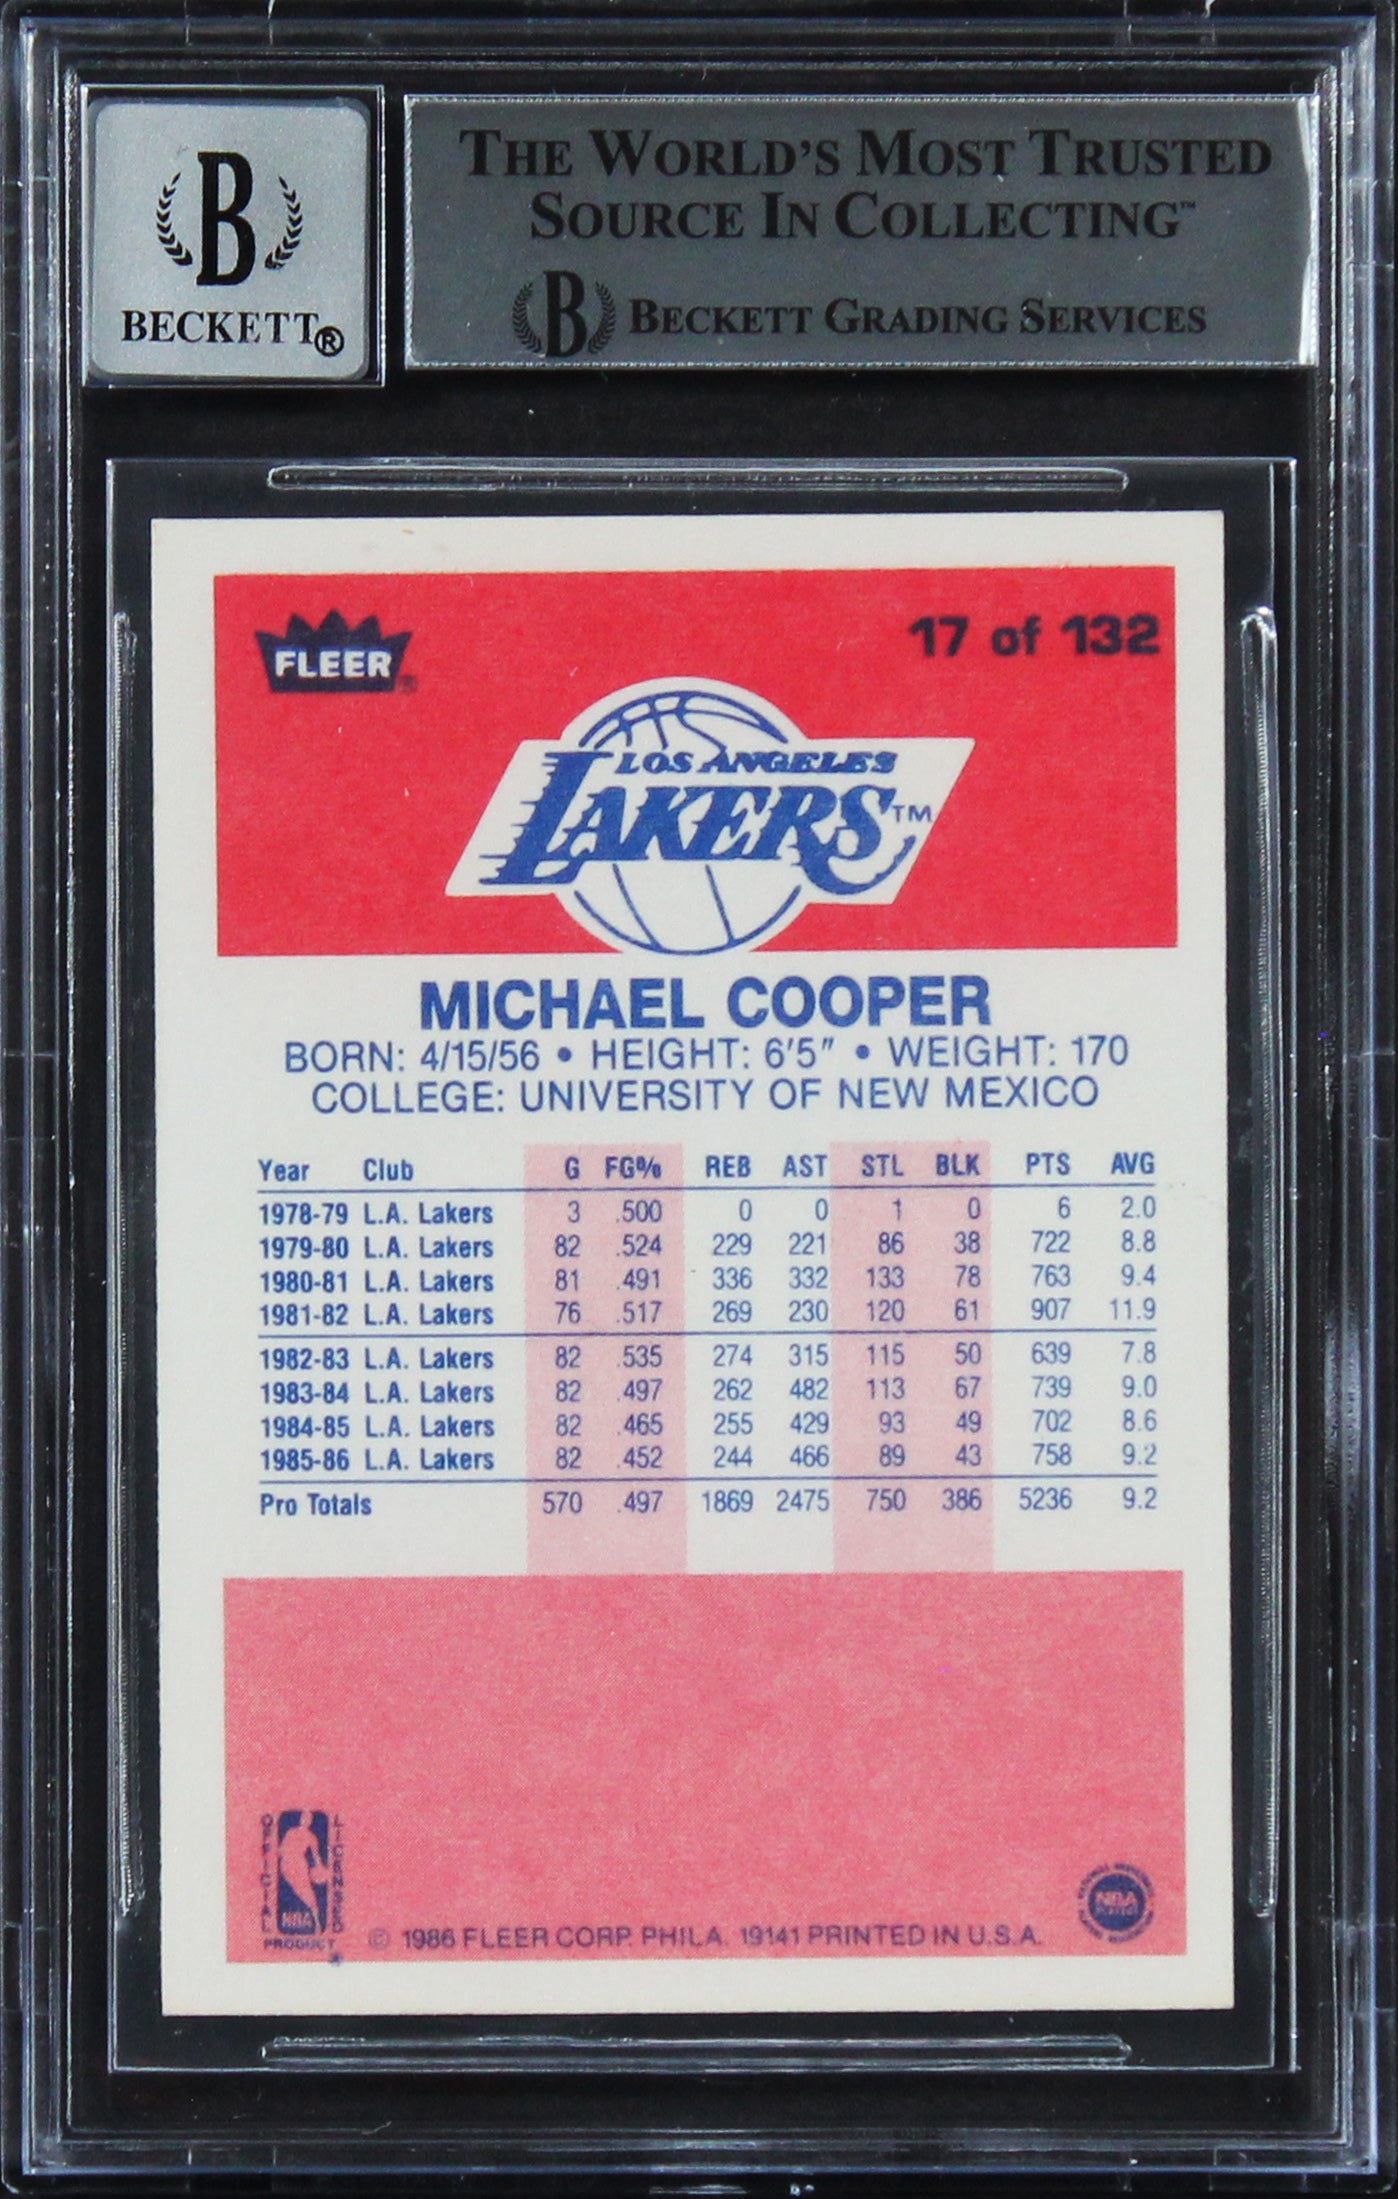 B
BECKETT®
THE WORLD'S MOST TRUSTED
SOURCE IN COLLECTING™
B BECKETT GRADING SERVICES
FLEER®
17 of 132
LOS ANGELES
LAKERS™
MICHAEL COOPER
BORN: 4/15/56 • HEIGHT: 6'5" • WEIGHT: 170
COLLEGE: UNIVERSITY OF NEW MEXICO
Year Club G FG% REB AST STL BLK PTS AVG
1978-79 L.A. Lakers 3 .500 0 0 1 0 6 2.0
1979-80 L.A. Lakers 82 .524 229 221 86 38 722 8.8
1980-81 L.A. Lakers 81 .491 336 332 133 78 763 9.4
1981-82 L.A. Lakers 76 .517 269 230 120 61 907 11.9
1982-83 L.A. Lakers 82 .535 274 315 115 50 639 7.8
1983-84 L.A. Lakers 82 .497 262 482 113 67 739 9.0
1984-85 L.A. Lakers 82 .465 255 429 93 49 702 8.6
1985-86 L.A. Lakers 82 .452 244 466 89 43 758 9.2
Pro Totals 570 .497 1869 2475 750 386 5236 9.2
OFFICIAL
LICENSED
NBA
PRODUCT
© 1986 FLEER CORP. PHILA. 19141 PRINTED IN U.S.A.
NBA
PLAYERS